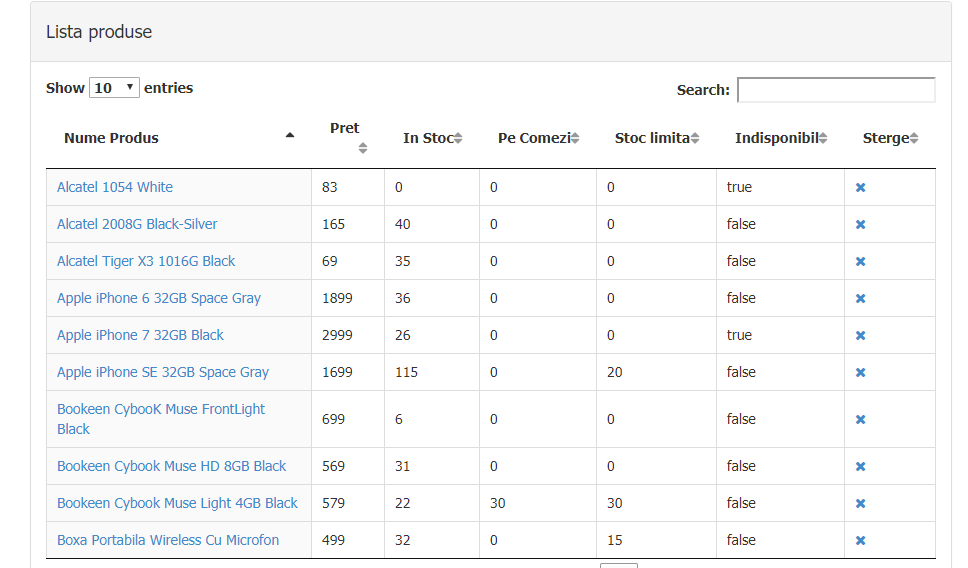 Lista produse
Show 10 entries
Search:
Nume Produs Pret In Stoc Pe Comezi Stoc limita Indisponibil Sterge
Alcatel 1054 White 83 0 0 0 true
Alcatel 2008G Black-Silver 165 40 0 0 false
Alcatel Tiger X3 1016G Black 69 35 0 0 false
Apple iPhone 6 32GB Space Gray 1899 36 0 0 false
Apple iPhone 7 32GB Black 2999 26 0 0 true
Apple iPhone SE 32GB Space Gray 1699 115 0 20 false
Bookeen CybooK Muse FrontLight
Black 699 6 0 0 false
Bookeen Cybook Muse HD 8GB Black 569 31 0 0 false
Bookeen Cybook Muse Light 4GB Black 579 22 30 30 false
Boxa Portabila Wireless Cu Microfon 499 32 0 15 false